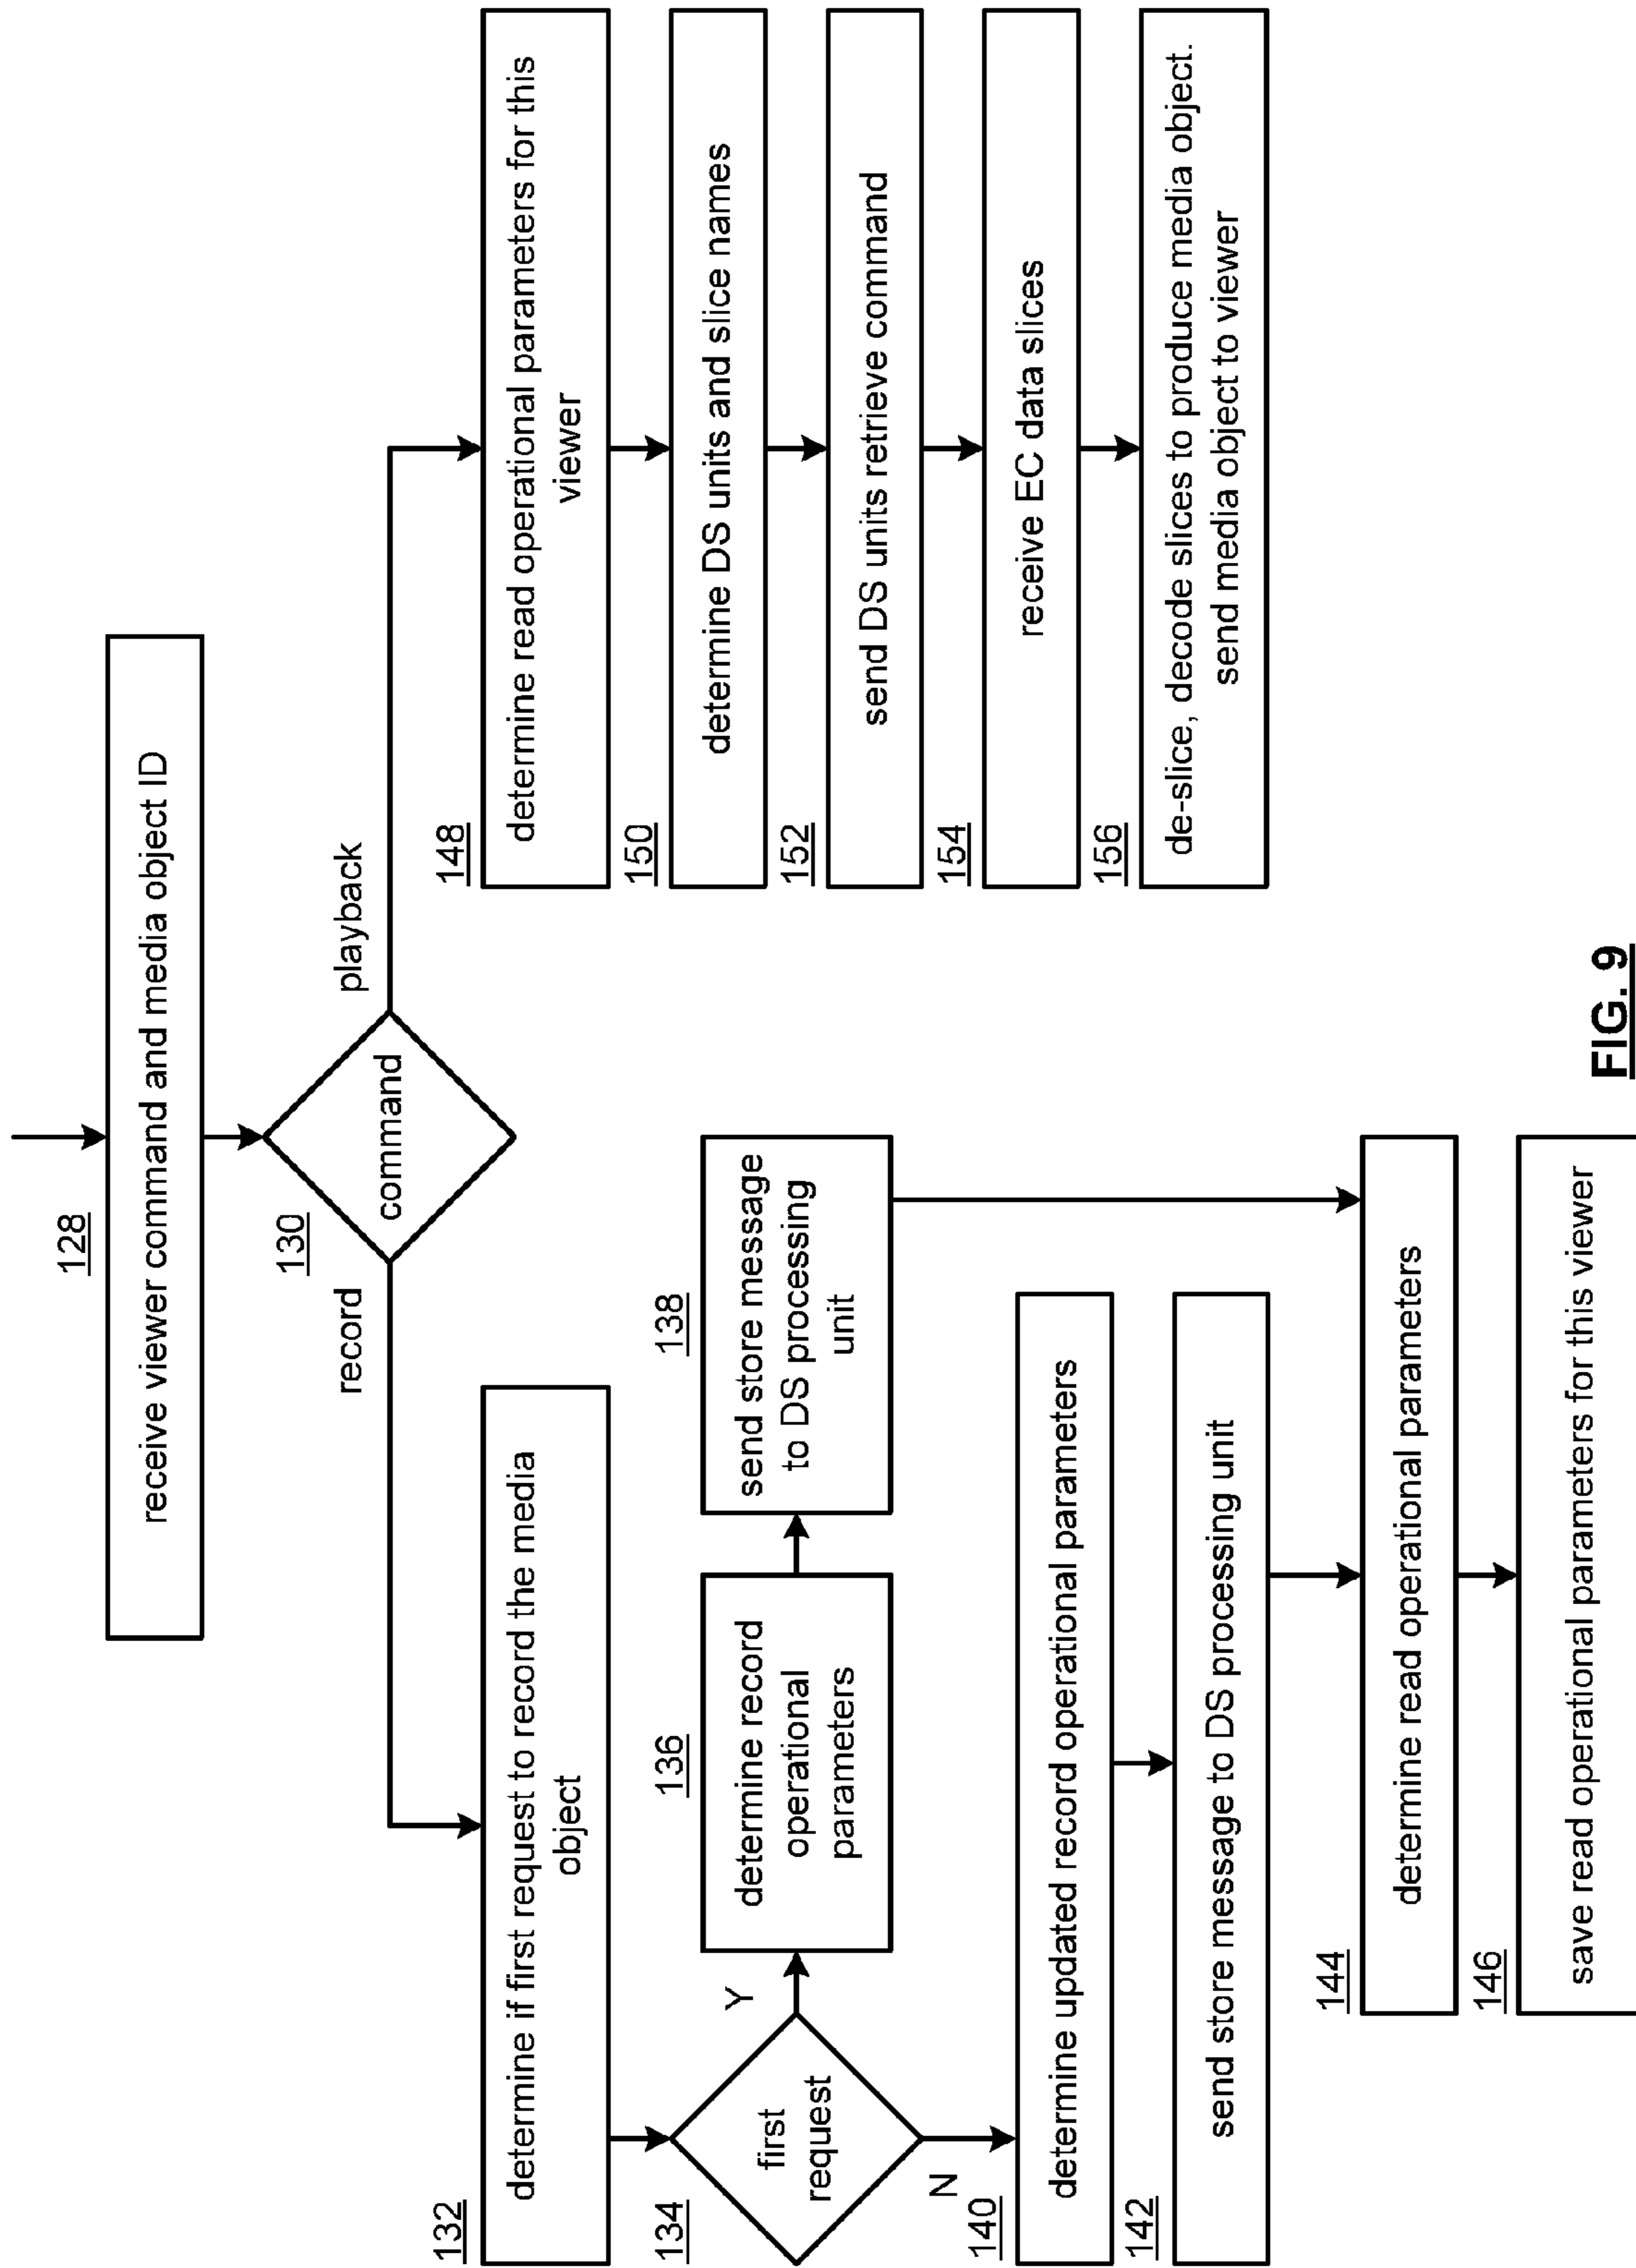 128
receive viewer command and media object ID
130
command
record
playback
132
determine if first request to record the media
object
134
first
request
Y
N
136
determine record
operational
parameters
138
send store message
to DS processing
unit
140
determine updated record operational parameters
142
send store message to DS processing unit
144
determine read operational parameters
146
save read operational parameters for this viewer
148
determine read operational parameters for this
viewer
150
determine DS units and slice names
152
send DS units retrieve command
154
receive EC data slices
156
de-slice, decode slices to produce media object.
send media object to viewer
FIG. 9